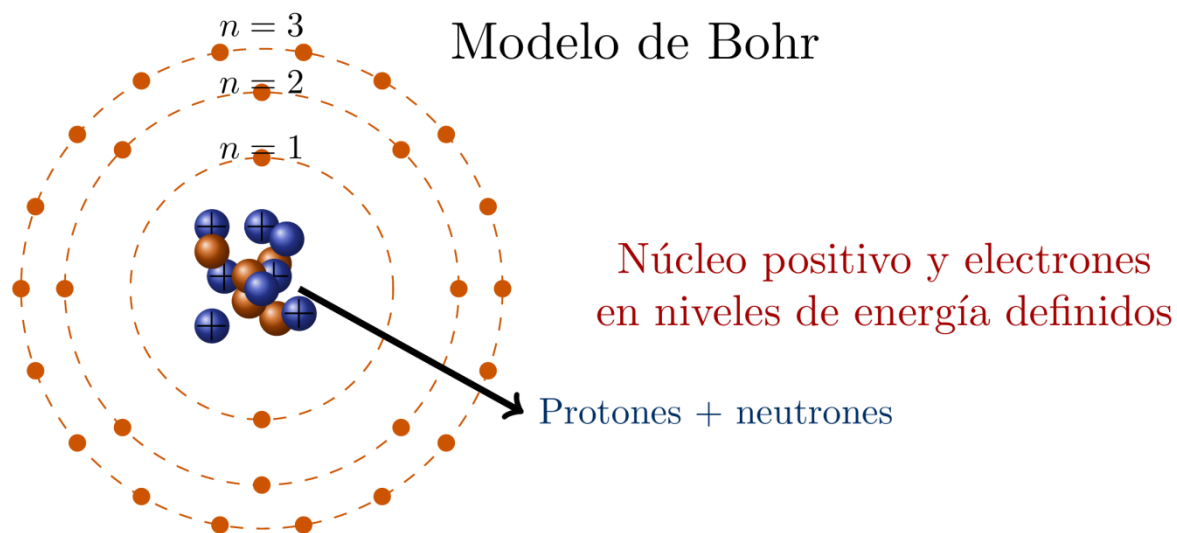 n = 3
Modelo de Bohr
n = 2
n = 1
Núcleo positivo y electrones
en niveles de energía definidos
Protones + neutrones